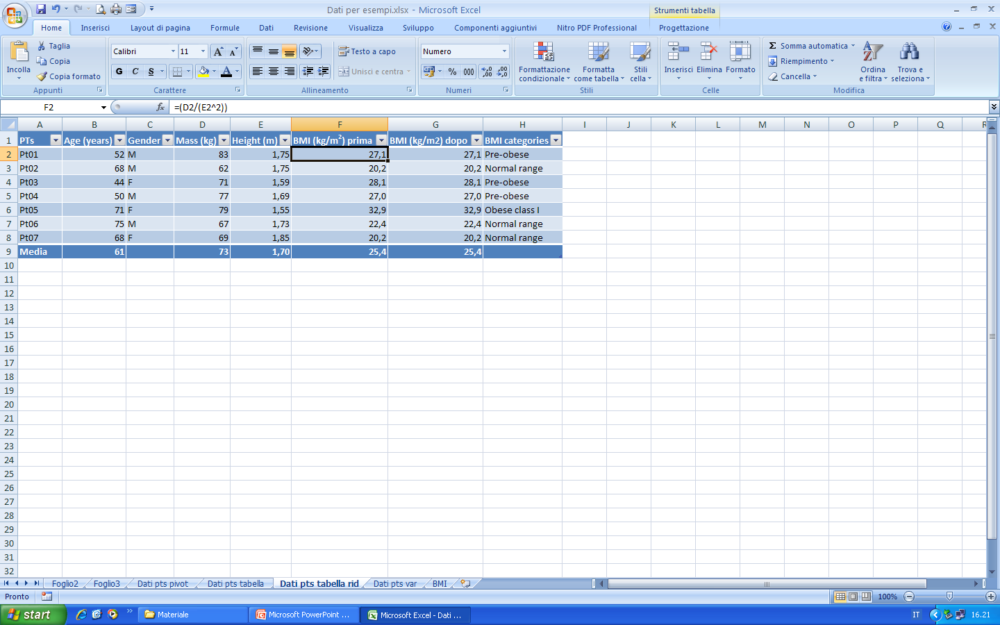 Dati per esempi.xlsx - Microsoft Excel
Strumenti tabella
Home Inserisci Layout di pagina Formule Dati Revisione Visualizza Sviluppo Componenti aggiuntivi Nitro PDF Professional Progettazione
Incolla
Taglia
Copia
Copia formato
Appunti
Calibri 11
G C S
A
Carattere
Testo a capo
Unisci e centra
Allineamento
Numero
% 000
Numeri
Formattazione condizionale
Formatta come tabella
Stili cella
Stili
Inserisci Elimina Formato
Celle
Σ Somma automatica
Riempimento
Cancella
Ordina e filtra
Trova e seleziona
Modifica
F2 fx =(D2/(E2^2))
A B C D E F G H I J K L M N O P Q R
1 PTs Age (years) Gender Mass (kg) Height (m) BMI (kg/m²) prima BMI (kg/m2) dopo BMI categories
2 Pt01 52 M 83 1,75 27,1 27,1 Pre-obese
3 Pt02 68 M 62 1,75 20,2 20,2 Normal range
4 Pt03 44 F 71 1,59 28,1 28,1 Pre-obese
5 Pt04 50 M 77 1,69 27,0 27,0 Pre-obese
6 Pt05 71 F 79 1,55 32,9 32,9 Obese class I
7 Pt06 75 M 67 1,73 22,4 22,4 Normal range
8 Pt07 68 F 69 1,85 20,2 20,2 Normal range
9 Media 61 73 1,70 25,4 25,4
10
11
12
13
14
15
16
17
18
19
20
21
22
23
24
25
26
27
28
29
30
31
32
Foglio2 Foglio3 Dati pts pivot Dati pts tabella Dati pts tabella rid Dati pts var BMI
Pronto 100%
start Materiale Microsoft PowerPoint ... Microsoft Excel - Dati ... IT 16.21